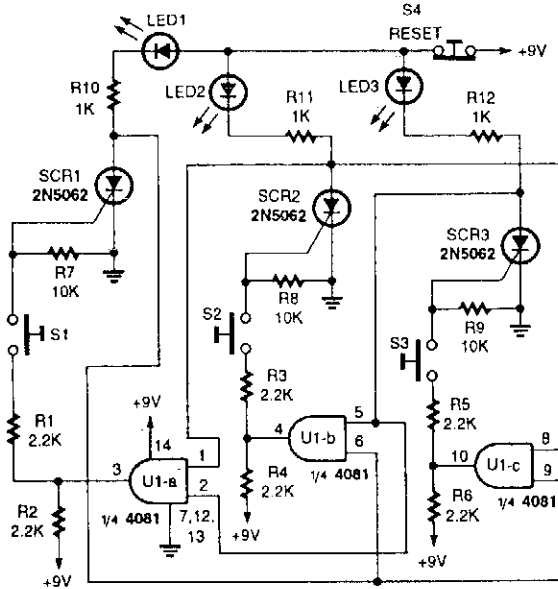 S4
RESET
+9V
LED1
LED2
LED3
R10
1K
R11
1K
R12
1K
SCR1
2N5062
SCR2
2N5062
SCR3
2N5062
R7
10K
R8
10K
R9
10K
S1
S2
S3
R1
2.2K
R2
2.2K
+9V
+9V
14
3
U1-a
1
2
1/4 4081
7,12,
13
R3
2.2K
R4
2.2K
+9V
4
U1-b
5
6
1/4 4081
R5
2.2K
R6
2.2K
+9V
10
U1-c
8
9
1/4 4081